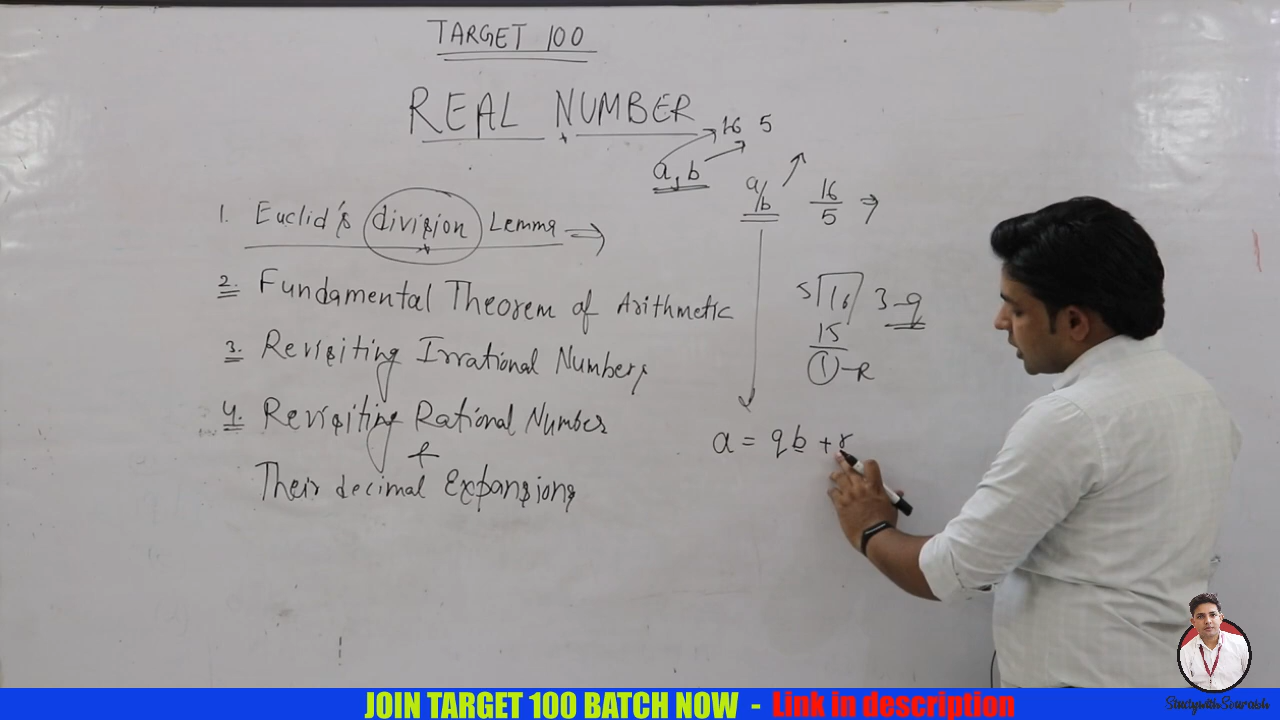 TARGET 100
REAL NUMBER
16 5
a, b
a/b
16/5
1. Euclid's division Lemma ⇒
2. Fundamental Theorem of Arithmetic
5 16 3-q
15
1-R
3. Revisiting Irrational Numbers
4. Revisiting Rational Number
&
Their decimal Expansions
a = qb + r
JOIN TARGET 100 BATCH NOW - Link in description
StudywithSourabh